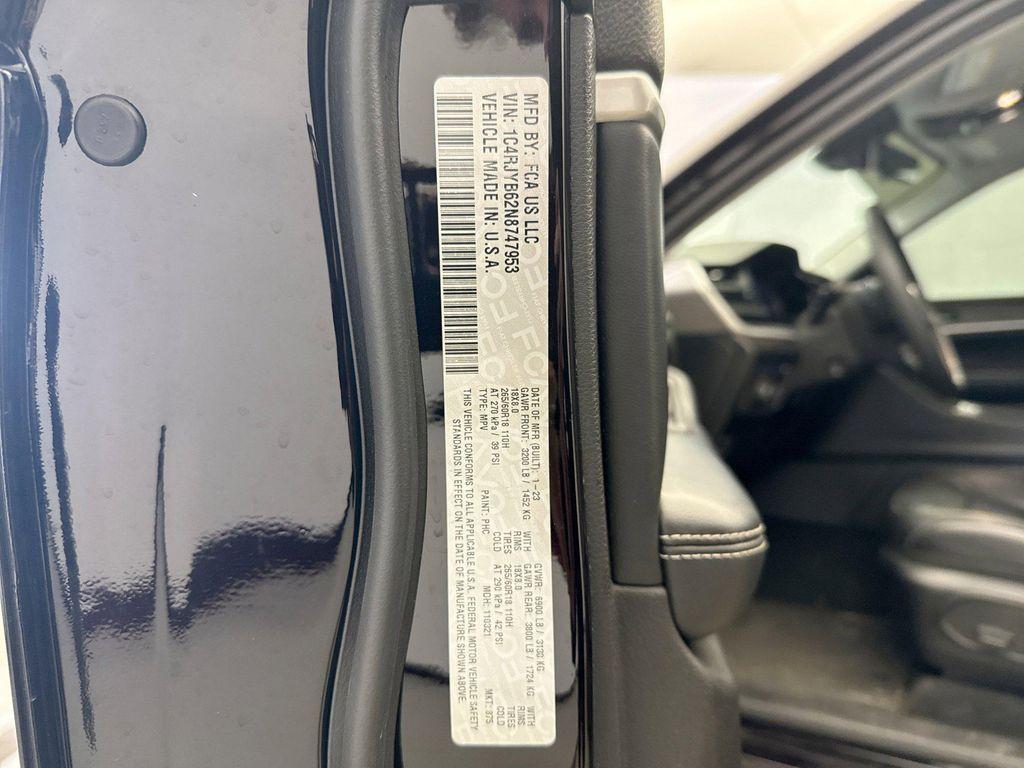 MFD BY: FCA US LLC
VIN: 1C4RJYB62N8747953
VEHICLE MADE IN: U.S.A.
DATE OF MFR (BUILT): 1-23 GVWR: 6900 LB / 3130 KG
GAWR FRONT: 3200 LB / 1452 KG WITH GAWR REAR: 3800 LB / 1724 KG WITH
18X8.0 RIMS 18X8.0 RIMS
265/60R18 110H TIRES 265/60R18 110H TIRES
AT 270 kPa / 39 PSI COLD AT 290 kPa / 42 PSI COLD
TYPE: MPV PAINT: PHC MDH: 110321 MKT: 875
THIS VEHICLE CONFORMS TO ALL APPLICABLE U.S.A. FEDERAL MOTOR VEHICLE SAFETY
STANDARDS IN EFFECT ON THE DATE OF MANUFACTURE SHOWN ABOVE.